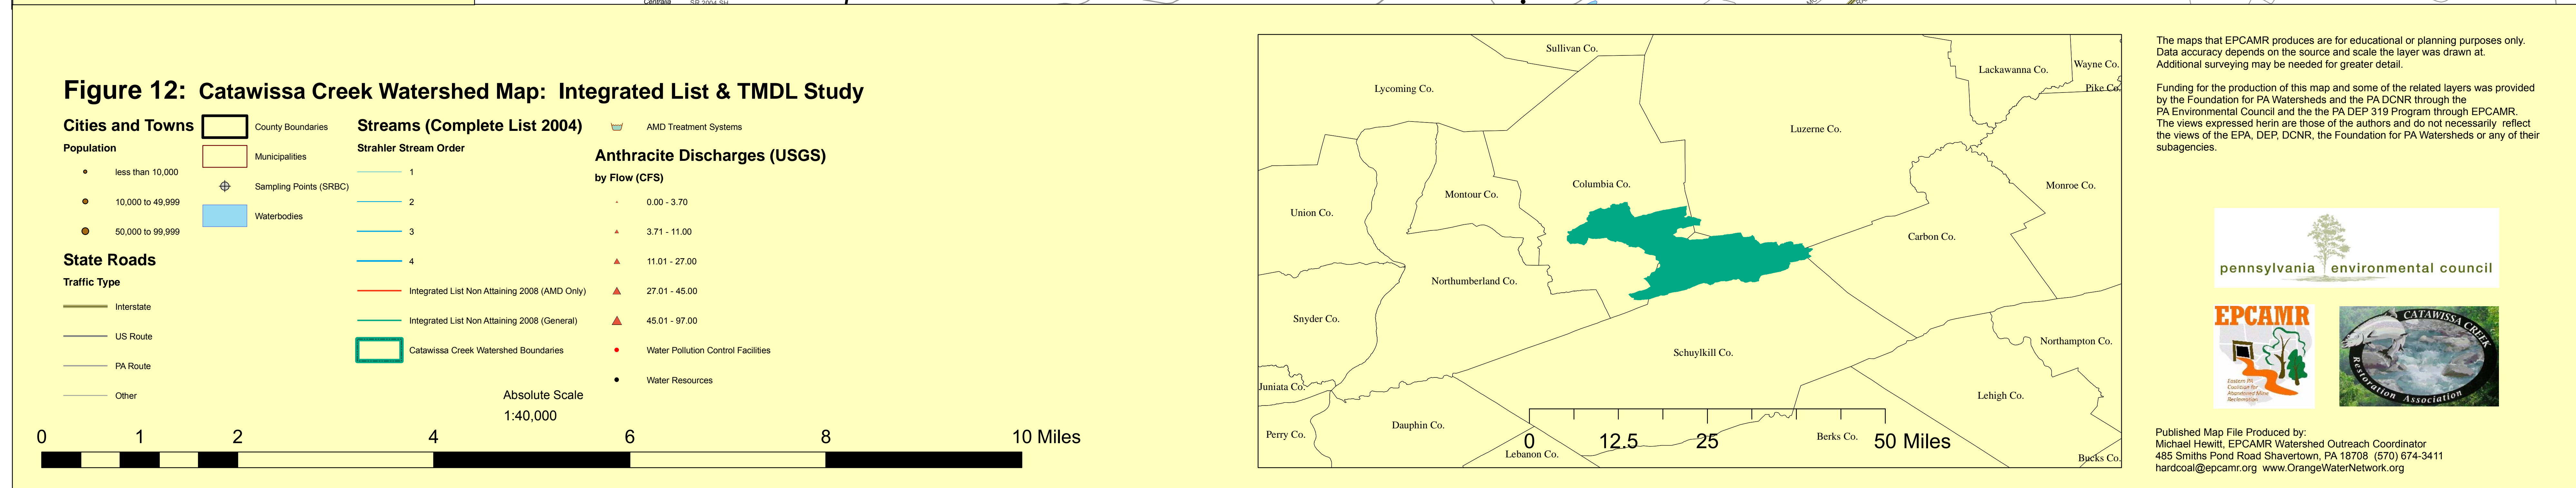 Centralia
SR 2004 SH
Figure 12: Catawissa Creek Watershed Map: Integrated List & TMDL Study
Cities and Towns
Population
less than 10,000
10,000 to 49,999
50,000 to 99,999
State Roads
Traffic Type
Interstate
US Route
PA Route
Other
County Boundaries
Municipalities
Sampling Points (SRBC)
Waterbodies
Streams (Complete List 2004)
Strahler Stream Order
1
2
3
4
Integrated List Non Attaining 2008 (AMD Only)
Integrated List Non Attaining 2008 (General)
Catawissa Creek Watershed Boundaries
AMD Treatment Systems
Anthracite Discharges (USGS)
by Flow (CFS)
0.00 - 3.70
3.71 - 11.00
11.01 - 27.00
27.01 - 45.00
45.01 - 97.00
Water Pollution Control Facilities
Water Resources
Absolute Scale
1:40,000
0 1 2 4 6 8 10 Miles
Sullivan Co.
Lackawanna Co.
Wayne Co.
Pike Co.
Lycoming Co.
Luzerne Co.
Columbia Co.
Montour Co.
Monroe Co.
Union Co.
Carbon Co.
Northumberland Co.
Snyder Co.
Schuylkill Co.
Northampton Co.
Juniata Co.
Lehigh Co.
Perry Co.
Dauphin Co.
Lebanon Co.
Berks Co.
Bucks Co.
0 12.5 25 50 Miles
The maps that EPCAMR produces are for educational or planning purposes only.
Data accuracy depends on the source and scale the layer was drawn at.
Additional surveying may be needed for greater detail.
Funding for the production of this map and some of the related layers was provided
by the Foundation for PA Watersheds and the PA DCNR through the
PA Environmental Council and the the PA DEP 319 Program through EPCAMR.
The views expressed herin are those of the authors and do not necessarily reflect
the views of the EPA, DEP, DCNR, the Foundation for PA Watersheds or any of their
subagencies.
pennsylvania environmental council
EPCAMR
Eastern PA
Coalition for
Abandoned Mine
Reclamation
CATAWISSA CREEK
Restoration Association
Published Map File Produced by:
Michael Hewitt, EPCAMR Watershed Outreach Coordinator
485 Smiths Pond Road Shavertown, PA 18708 (570) 674-3411
hardcoal@epcamr.org www.OrangeWaterNetwork.org